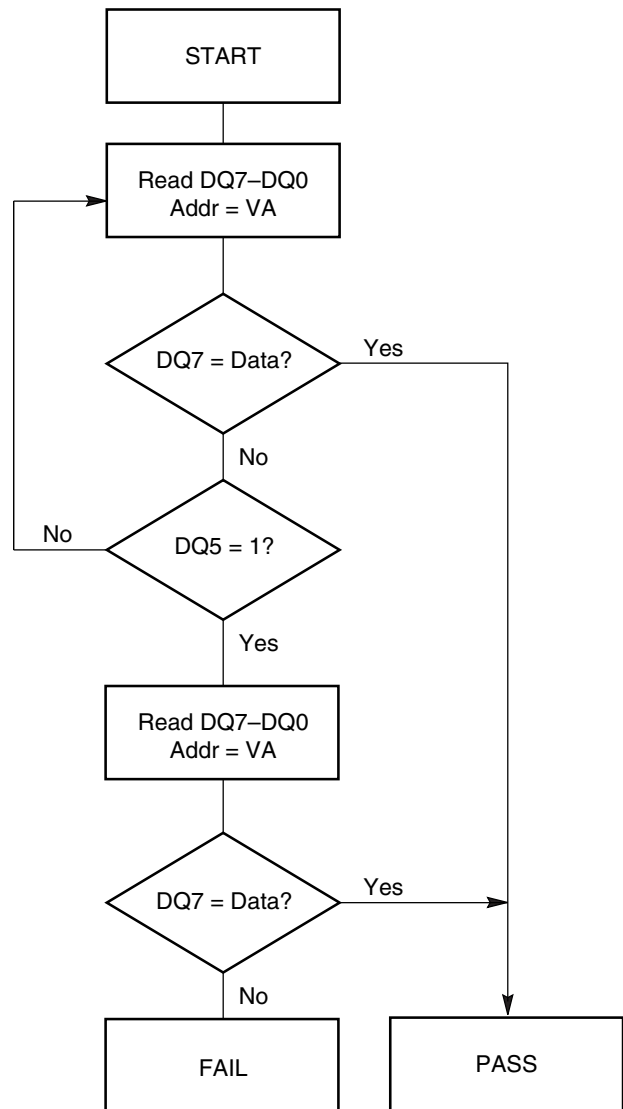 START
Read DQ7–DQ0
Addr = VA
DQ7 = Data?
Yes
No
DQ5 = 1?
No
Yes
Read DQ7–DQ0
Addr = VA
DQ7 = Data?
Yes
No
FAIL
PASS